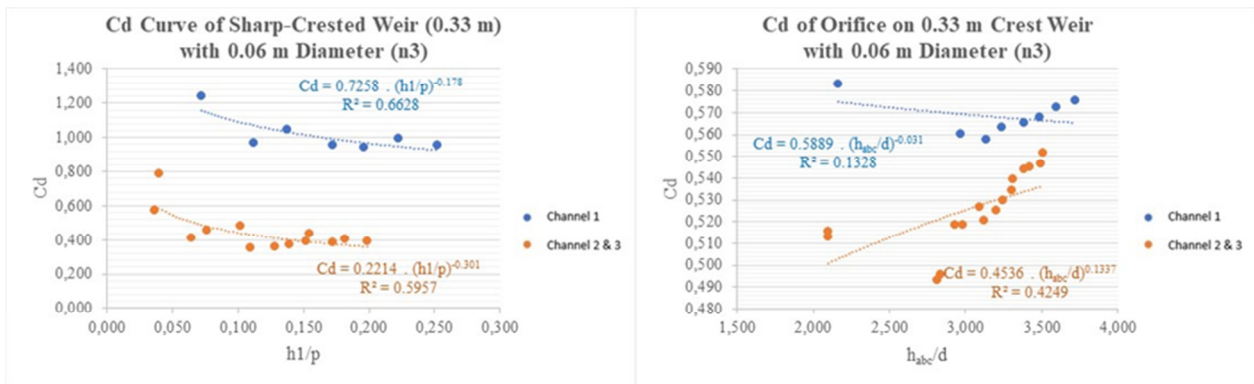 Cd Curve of Sharp-Crested Weir (0.33 m)
with 0.06 m Diameter (n3)
1,400
1,200
1,000
0,800
0,600
0,400
0,200
0,000
Cd
Cd = 0.7258 . (h1/p)^-0.178
R² = 0.6628
Cd = 0.2214 . (h1/p)^-0.301
R² = 0.5957
0,000 0,050 0,100 0,150 0,200 0,250 0,300
h1/p
Channel 1
Channel 2 & 3
Cd of Orifice on 0.33 m Crest Weir
with 0.06 m Diameter (n3)
0,590
0,580
0,570
0,560
0,550
0,540
0,530
0,520
0,510
0,500
0,490
0,480
Cd
Cd = 0.5889 . (h_abc/d)^-0.031
R² = 0.1328
Cd = 0.4536 . (h_abc/d)^0.1337
R² = 0.4249
1,500 2,000 2,500 3,000 3,500 4,000
h_abc/d
Channel 1
Channel 2 & 3